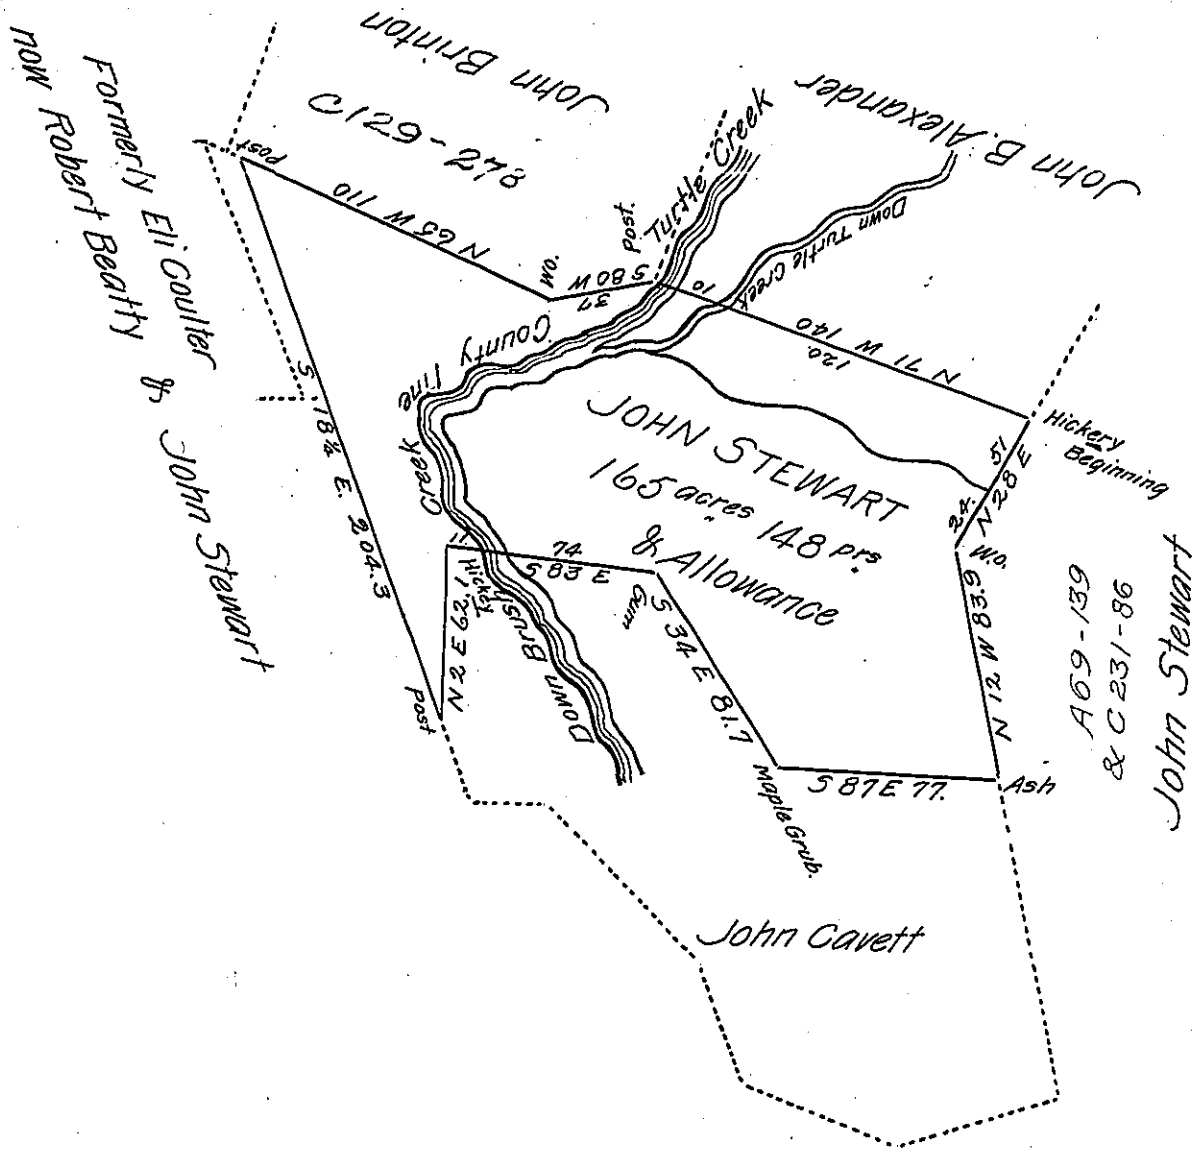 John Brinton
C129-278
John B. Alexander
Turtle Creek
Down Turtle Creek
Formerly Eli Coulter
now Robert Beatty & John Stewart
Post
N 65 W 110
wo.
S 80 W
37
Post.
10
N 71 W 140
120.
Hickery
Beginning
51
N 28 E
24.
W.O.
N 12 W 83.9
Ash
S 87 E 77.
Maple Grub.
S 34 E 81.7
Gum
74
S 83 E
Hickey
N 2 E 62.1
Post
S 18¾ E. 204.3
County
line
Creek
Down Brush
JOHN STEWART
165 acres 148 prs.
& Allowance
A69-139
& C231-86
John Stewart
John Cavett